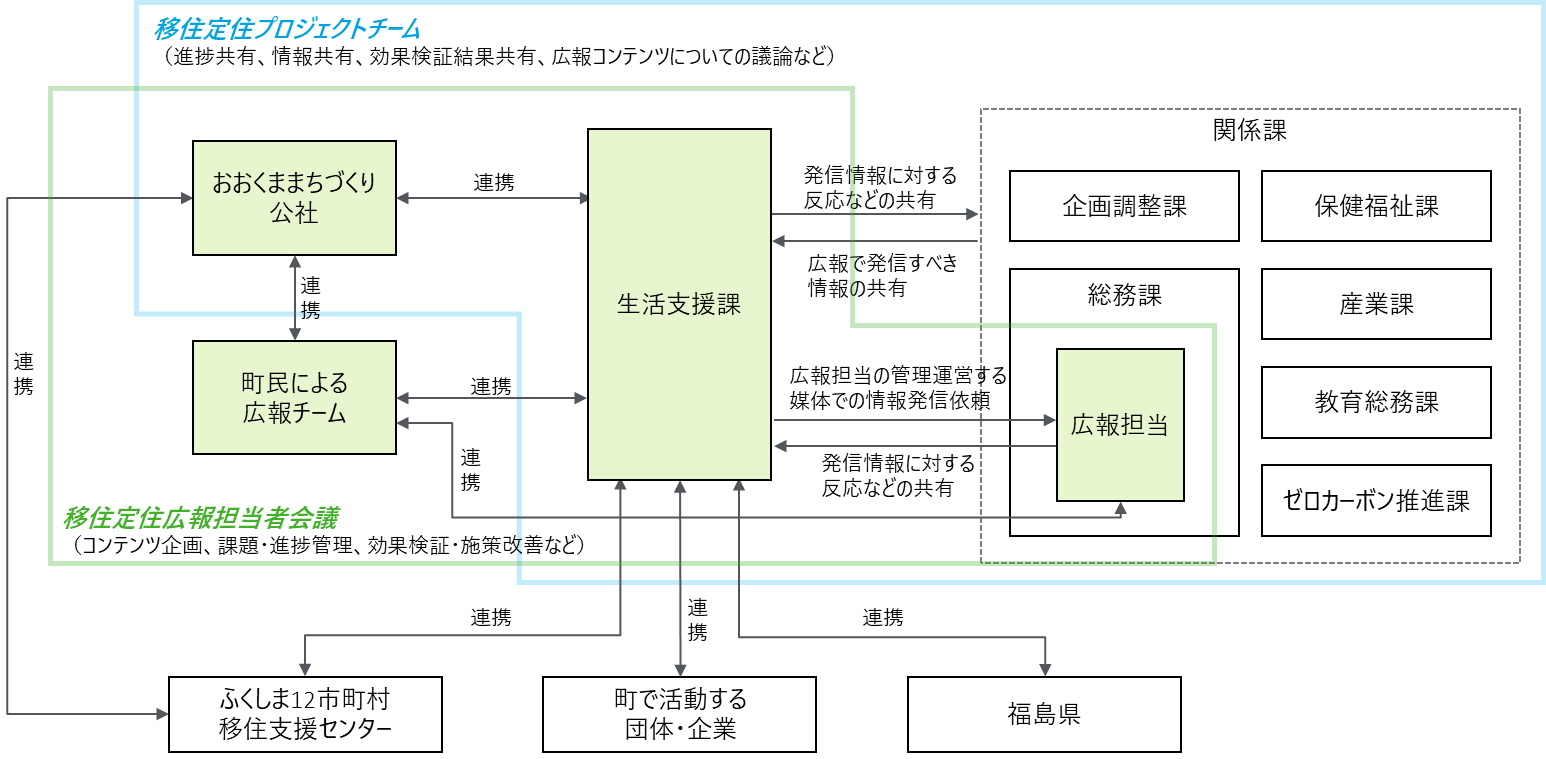 移住定住プロジェクトチーム
（進捗共有、情報共有、効果検証結果共有、広報コンテンツについての議論など）
関係課
おおくままちづくり
公社
連携
発信情報に対する
反応などの共有
企画調整課
保健福祉課
広報で発信すべき
情報の共有
連
携
生活支援課
総務課
産業課
連
携
町民による
広報チーム
連携
広報担当の管理運営する
媒体での情報発信依頼
広報担当
教育総務課
連
携
発信情報に対する
反応などの共有
ゼロカーボン推進課
移住定住広報担当者会議
（コンテンツ企画、課題・進捗管理、効果検証・施策改善など）
連携
連
携
連携
ふくしま12市町村
移住支援センター
町で活動する
団体・企業
福島県